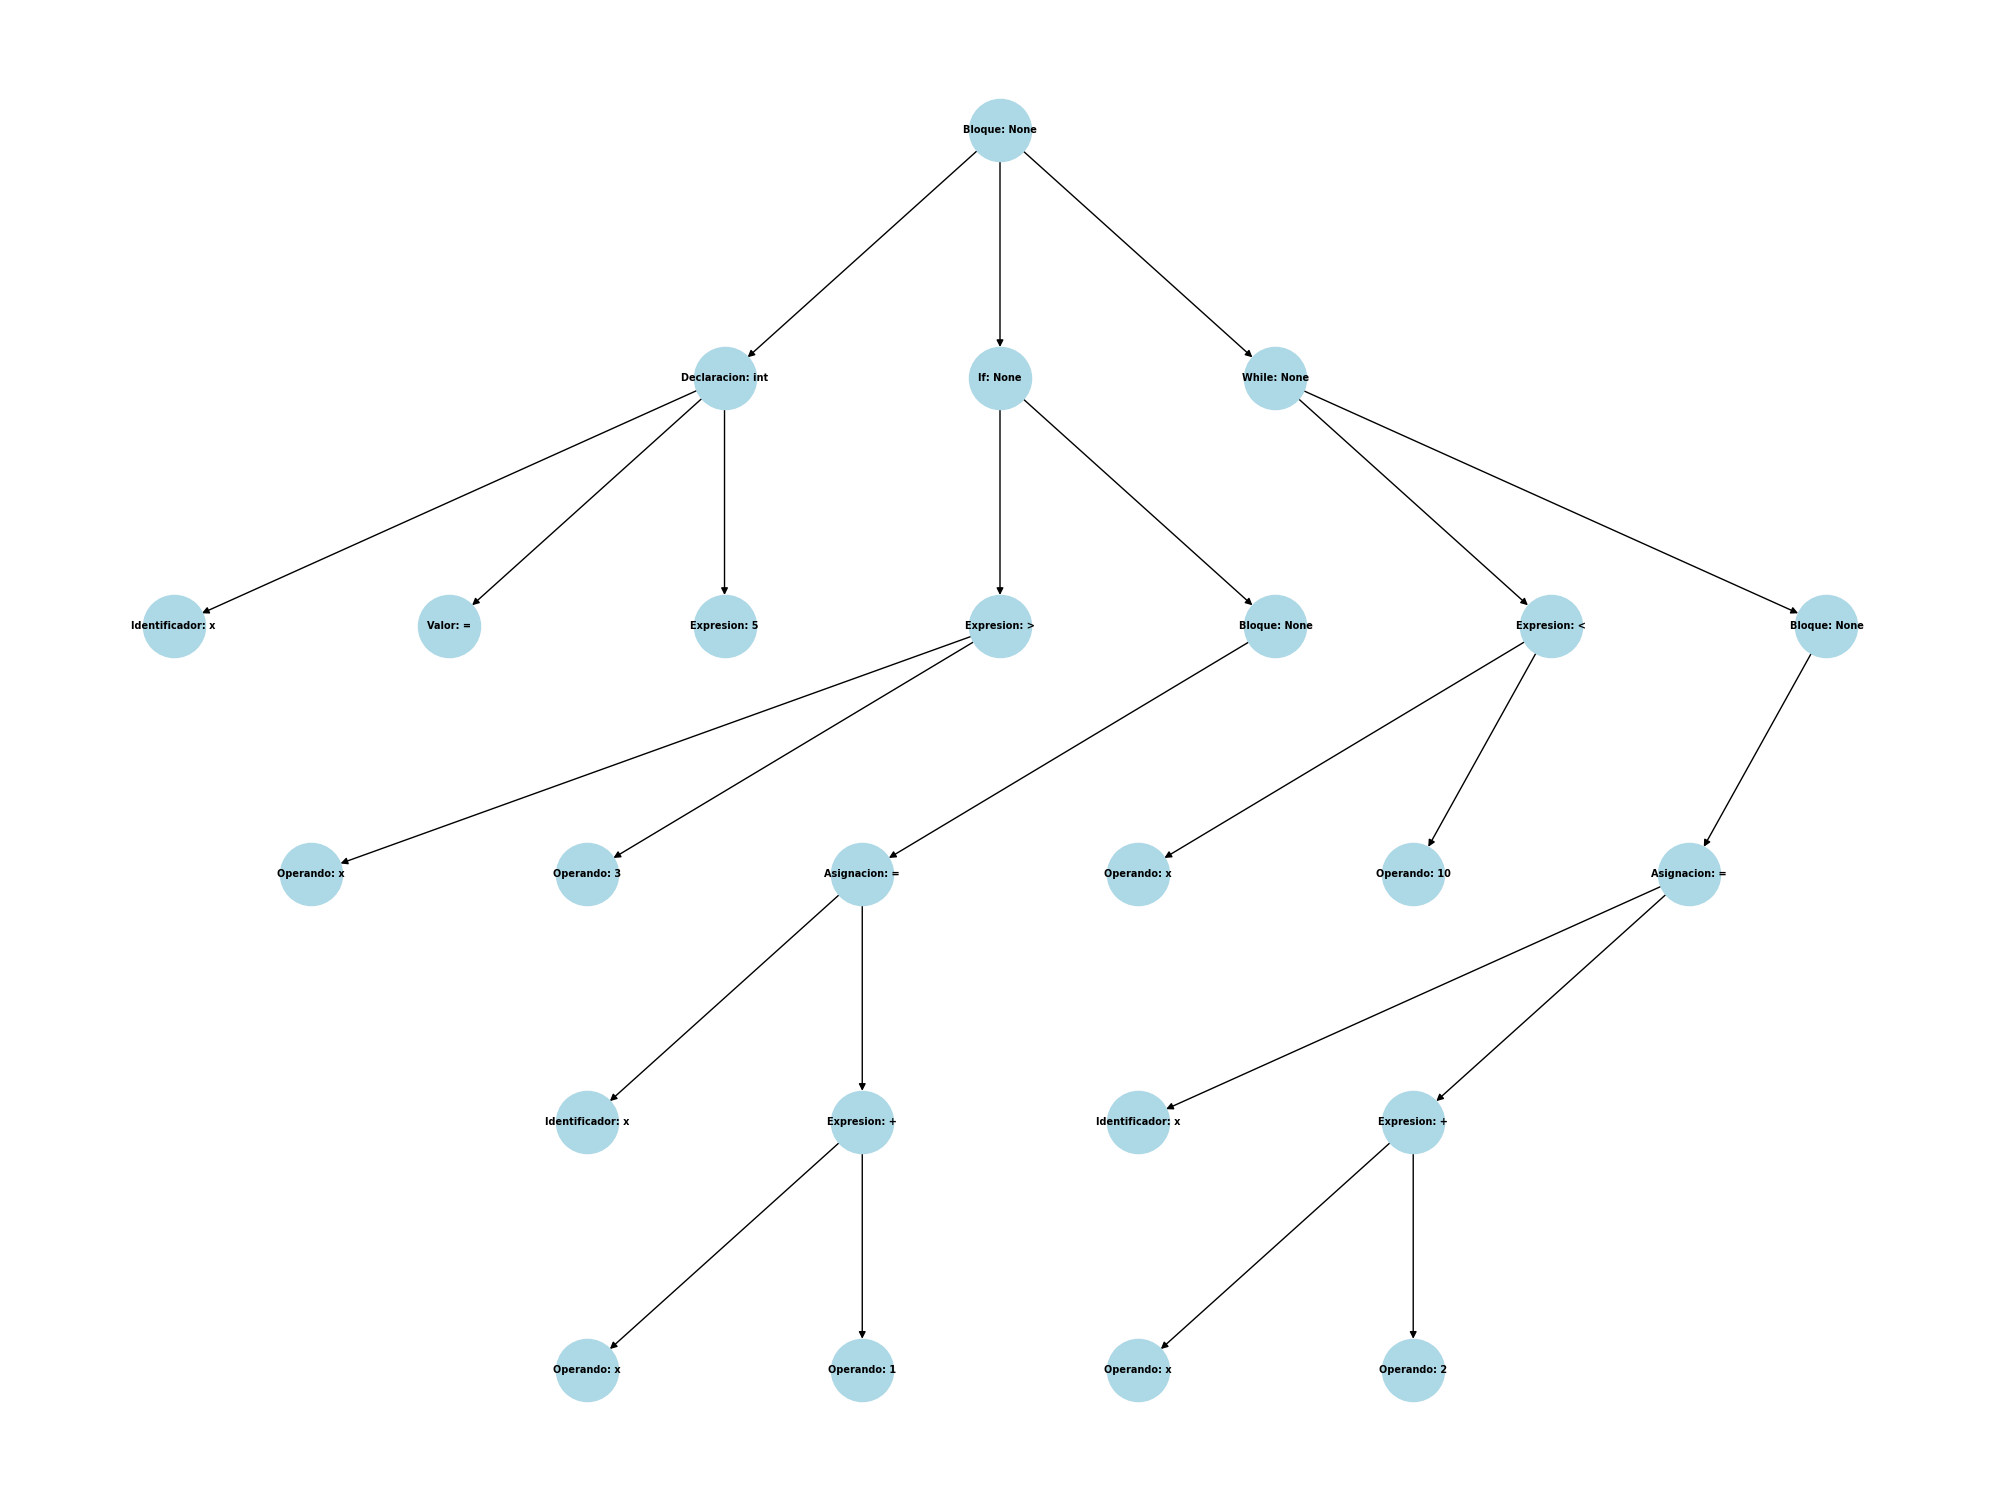 Bloque: None
Declaracion: int
If: None
While: None
Identificador: x
Valor: =
Expresion: 5
Expresion: >
Bloque: None
Expresion: <
Bloque: None
Operando: x
Operando: 3
Asignacion: =
Operando: x
Operando: 10
Asignacion: =
Identificador: x
Expresion: +
Identificador: x
Expresion: +
Operando: x
Operando: 1
Operando: x
Operando: 2